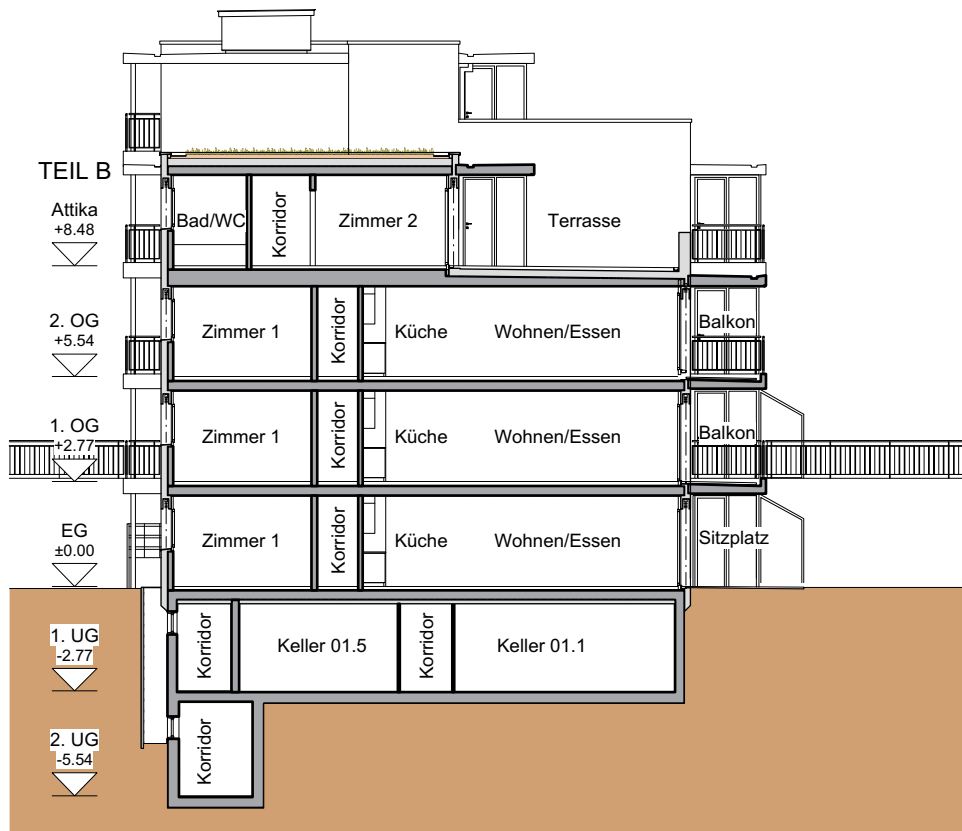 TEIL B
Attika
+8.48
Bad/WC
Korridor
Zimmer 2
Terrasse
2. OG
+5.54
Zimmer 1
Korridor
Küche
Wohnen/Essen
Balkon
1. OG
+2.77
Zimmer 1
Korridor
Küche
Wohnen/Essen
Balkon
EG
±0.00
Zimmer 1
Korridor
Küche
Wohnen/Essen
Sitzplatz
1. UG
-2.77
Korridor
Keller 01.5
Korridor
Keller 01.1
2. UG
-5.54
Korridor